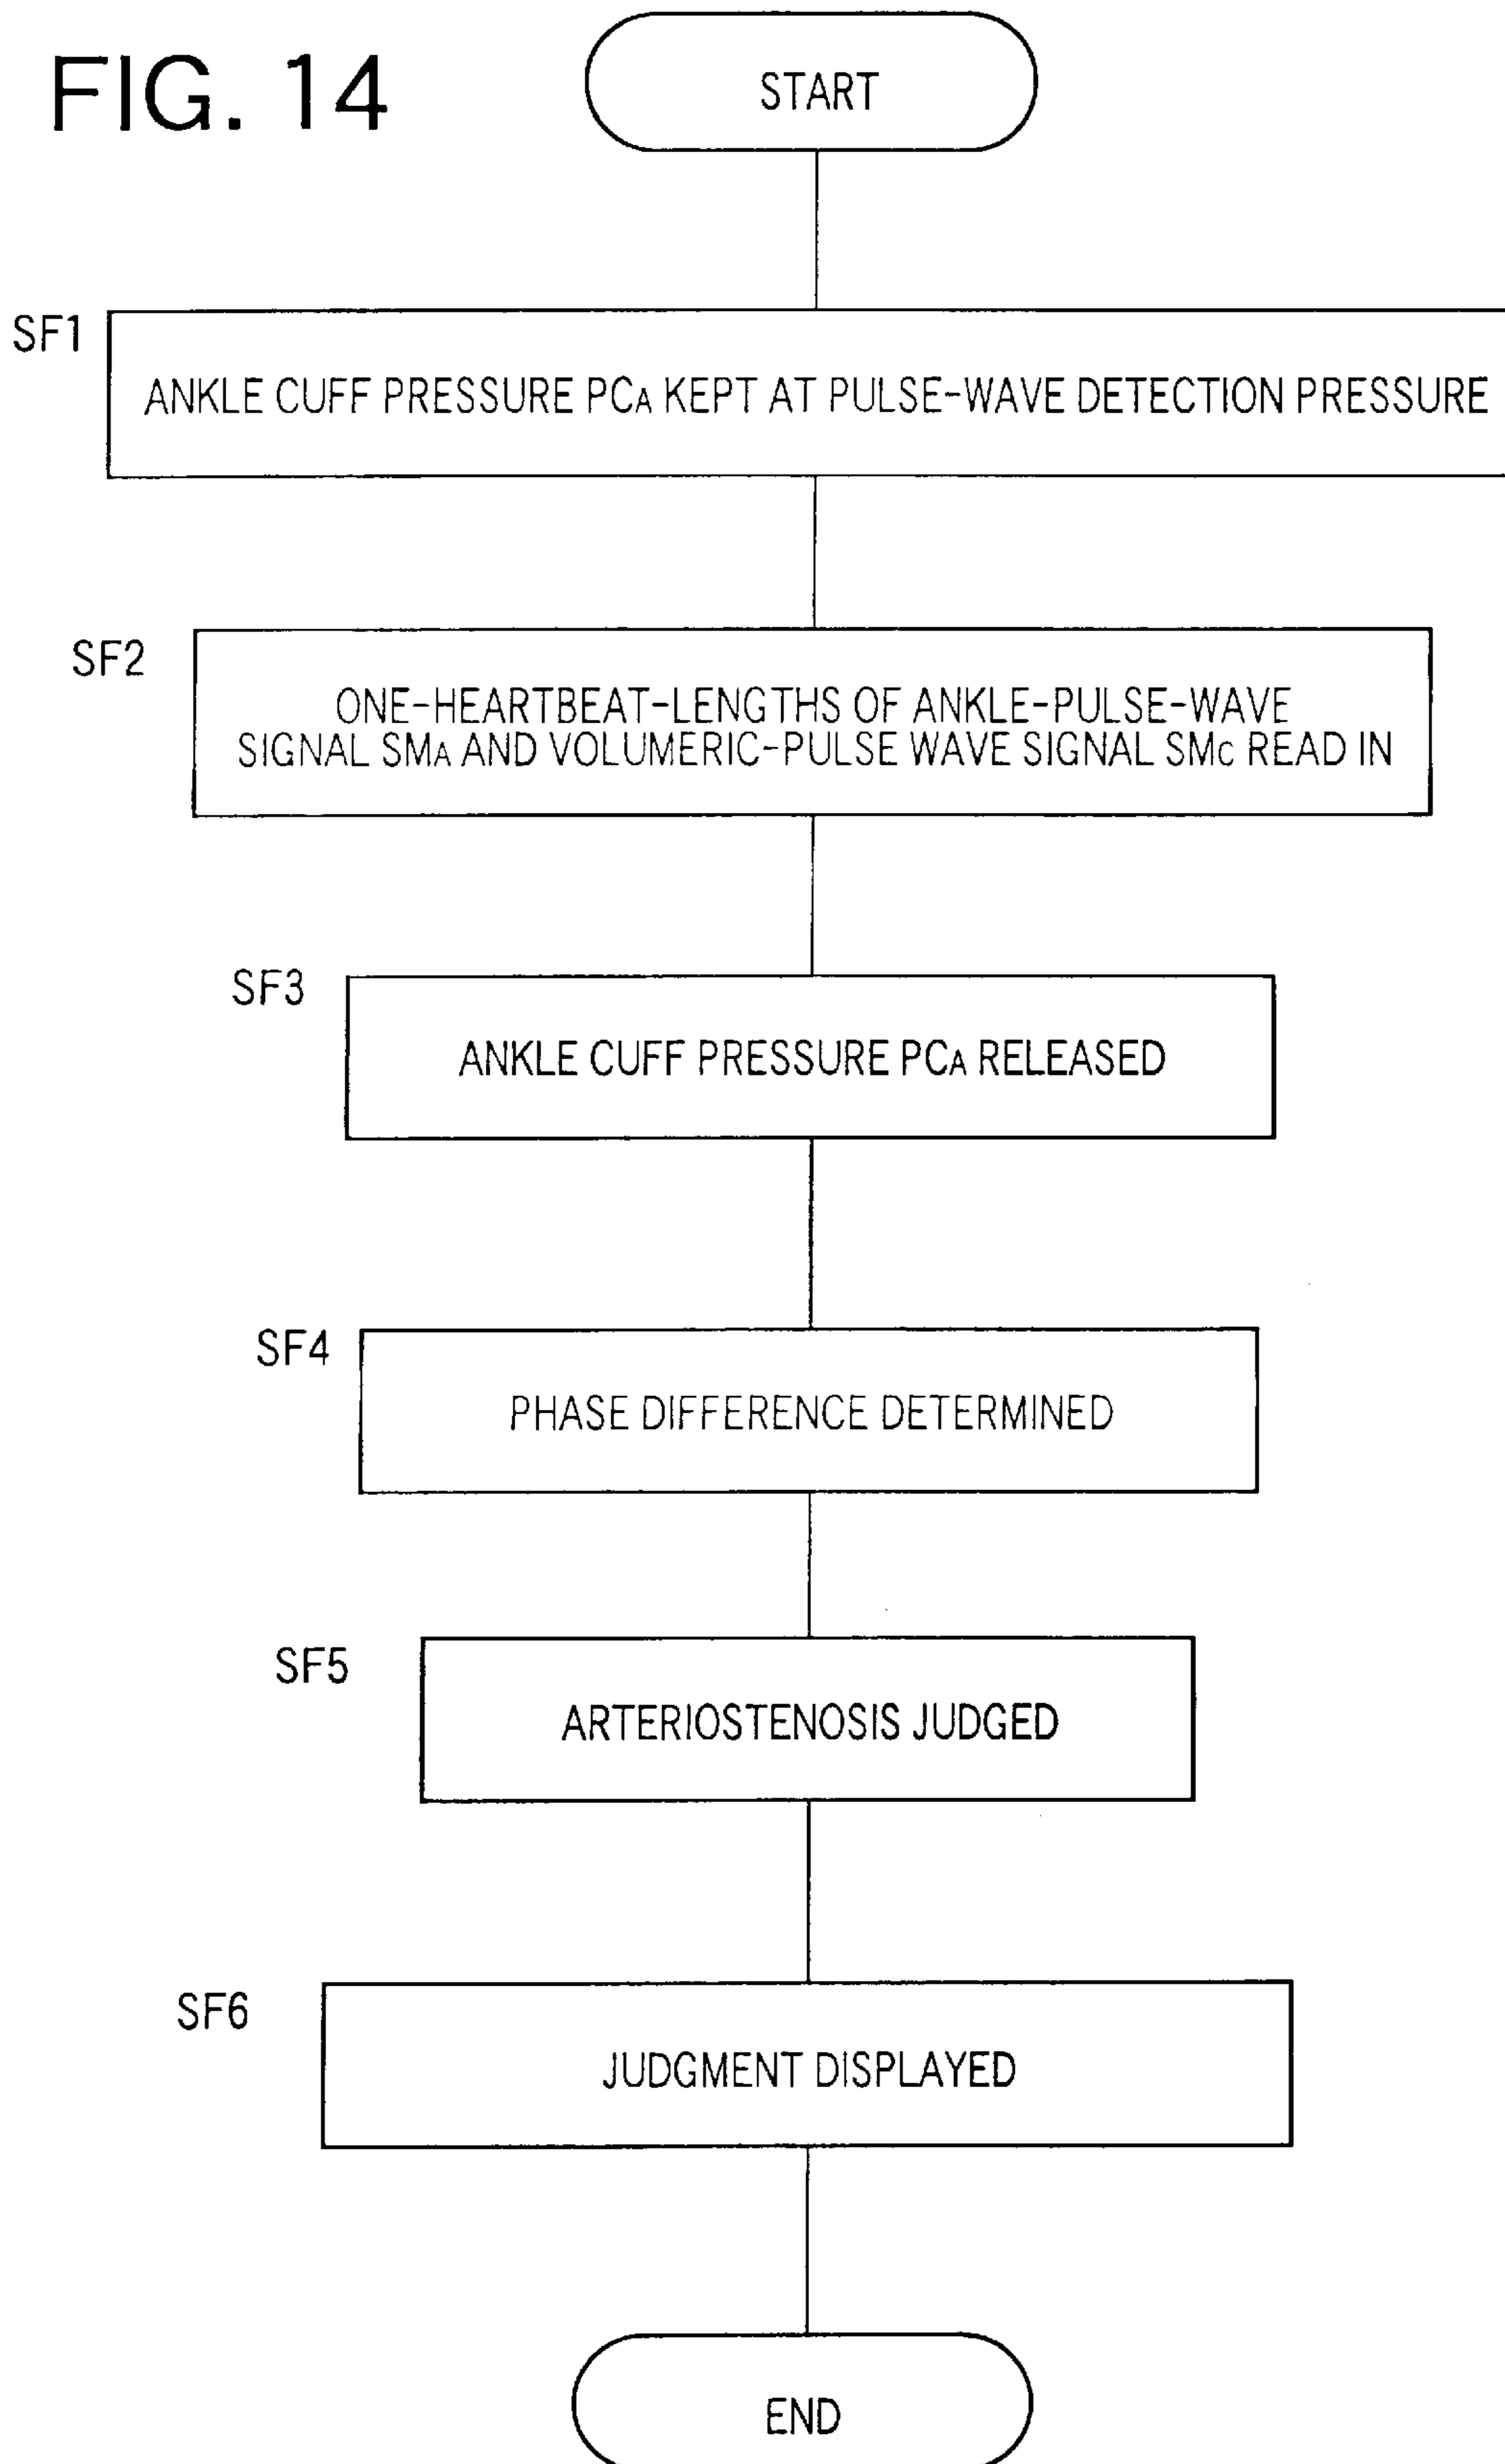 FIG. 14
START
SF1
ANKLE CUFF PRESSURE PCA KEPT AT PULSE-WAVE DETECTION PRESSURE
SF2
ONE-HEARTBEAT-LENGTHS OF ANKLE-PULSE-WAVE
SIGNAL SMA AND VOLUMERIC-PULSE WAVE SIGNAL SMC READ IN
SF3
ANKLE CUFF PRESSURE PCA RELEASED
SF4
PHASE DIFFERENCE DETERMINED
SF5
ARTERIOSTENOSIS JUDGED
SF6
JUDGMENT DISPLAYED
END